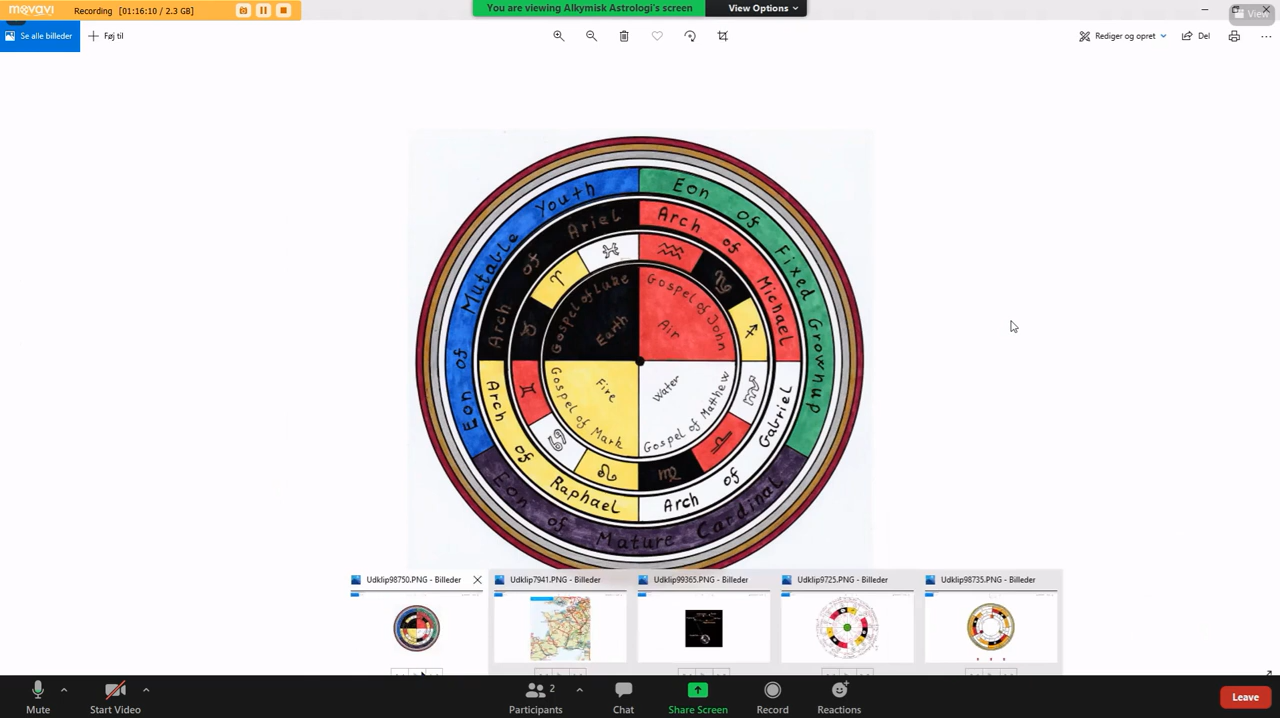 movavi
Recording [01:16:10 / 2.3 GB]
You are viewing Alkymisk Astrologi's screen
View Options
View
Se alle billeder
Føj til
Rediger og opret
Del
Eon of Mutable Youth
Eon of Fixed Grownup
Eon of Mature Cardinal
Arch of Ariel
Arch of Michael
Arch of Raphael
Arch of Gabriel
♓ ♒ ♑ ♐ ♏ ♎ ♍ ♌ ♋ ♊ ♉ ♈
Gospel of Luke
Earth
Gospel of John
Air
Fire
Gospel of Mark
Water
Gospel of Matthew
Udklip98750.PNG - Billeder
Udklip7941.PNG - Billeder
Udklip99365.PNG - Billeder
Udklip9725.PNG - Billeder
Udklip98735.PNG - Billeder
Mute
Start Video
2
Participants
Chat
Share Screen
Record
Reactions
Leave